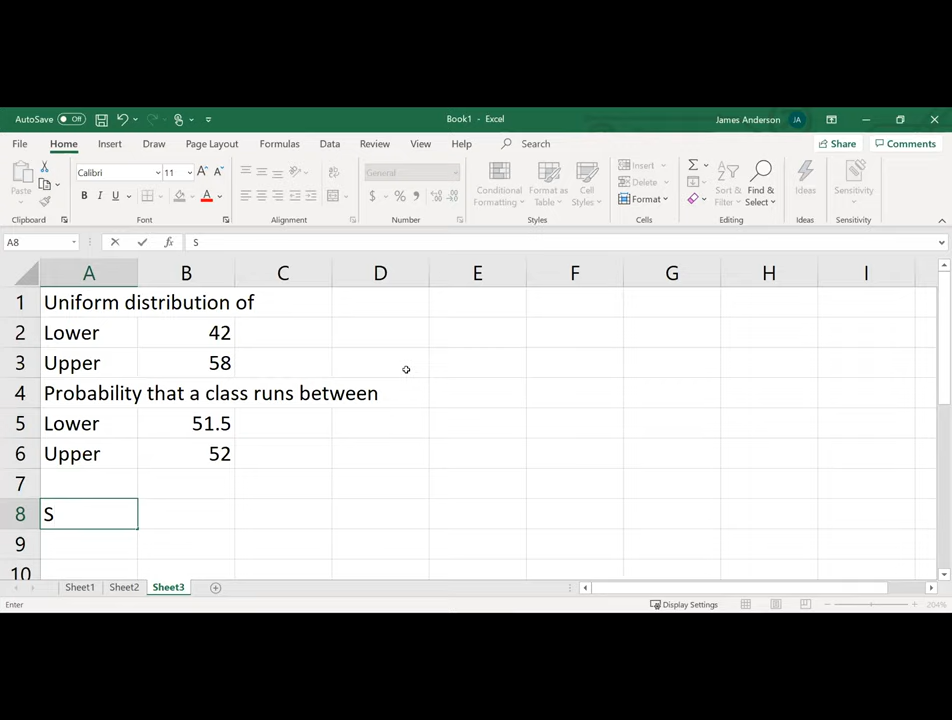 AutoSave Off Book1 - Excel James Anderson JA
File Home Insert Draw Page Layout Formulas Data Review View Help Search Share Comments
Paste Calibri 11 A A General Conditional Formatting Format as Table Cell Styles Insert Delete Format Sort & Filter Find & Select Ideas Sensitivity
B I U A $ % ,
Clipboard Font Alignment Number Styles Cells Editing Ideas Sensitivity
A8 fx S
A B C D E F G H I
1 Uniform distribution of
2 Lower 42
3 Upper 58
4 Probability that a class runs between
5 Lower 51.5
6 Upper 52
7
8 S
9
10
Sheet1 Sheet2 Sheet3
Enter Display Settings 204%